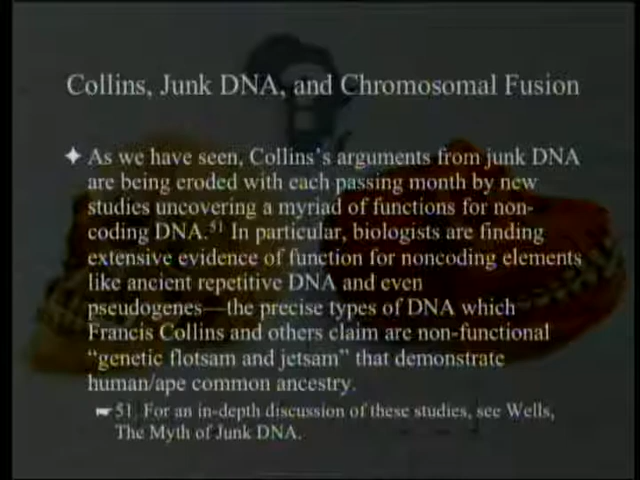 Collins, Junk DNA, and Chromosomal Fusion
As we have seen, Collins's arguments from junk DNA
are being eroded with each passing month by new
studies uncovering a myriad of functions for non-
coding DNA.51 In particular, biologists are finding
extensive evidence of function for noncoding elements
like ancient repetitive DNA and even
pseudogenes—the precise types of DNA which
Francis Collins and others claim are non-functional
“genetic flotsam and jetsam” that demonstrate
human/ape common ancestry.
51. For an in-depth discussion of these studies, see Wells,
The Myth of Junk DNA.